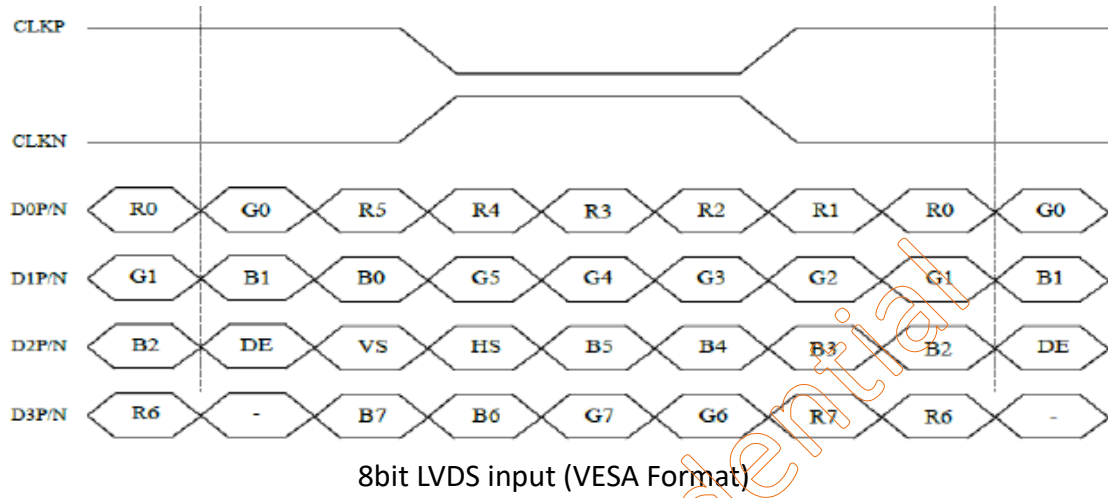 CLKP
CLKN
D0P/N R0 G0 R5 R4 R3 R2 R1 R0 G0
D1P/N G1 B1 B0 G5 G4 G3 G2 G1 B1
D2P/N B2 DE VS HS B5 B4 B3 B2 DE
D3P/N R6 - B7 B6 G7 G6 R7 R6 -
8bit LVDS input (VESA Format)
dential